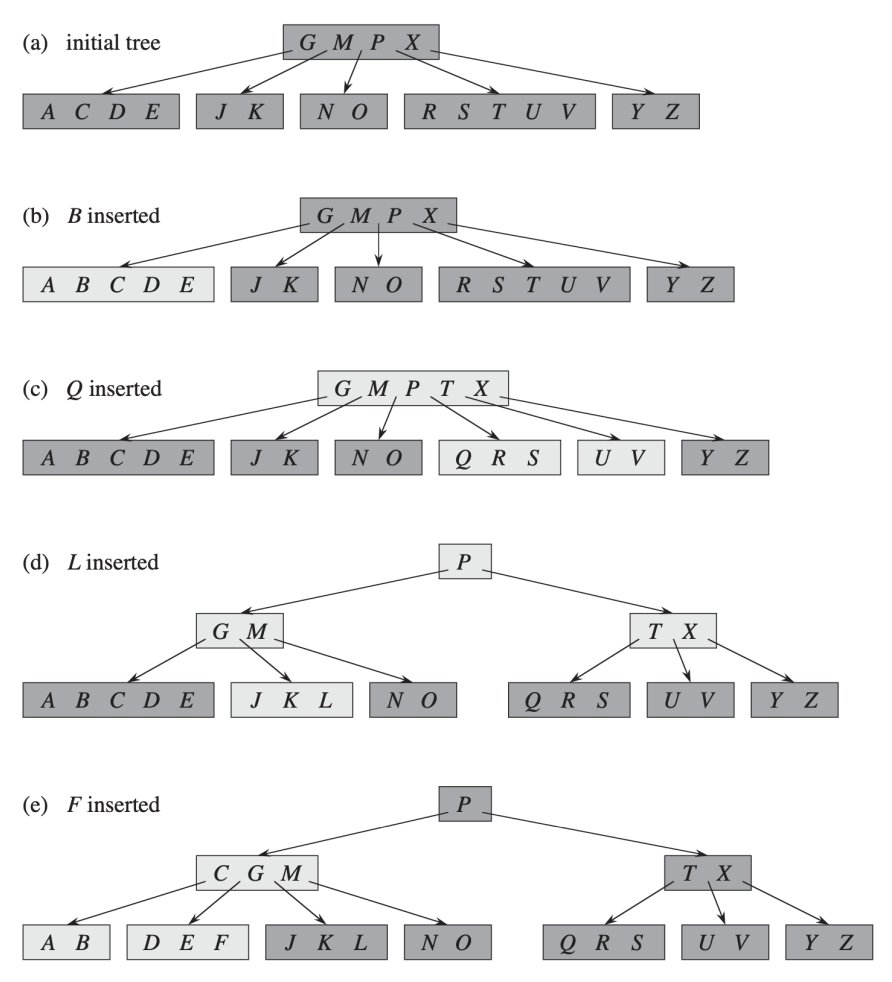 (a) initial tree G M P X
A C D E J K N O R S T U V Y Z
(b) B inserted G M P X
A B C D E J K N O R S T U V Y Z
(c) Q inserted G M P T X
A B C D E J K N O Q R S U V Y Z
(d) L inserted P
G M T X
A B C D E J K L N O Q R S U V Y Z
(e) F inserted P
C G M T X
A B D E F J K L N O Q R S U V Y Z